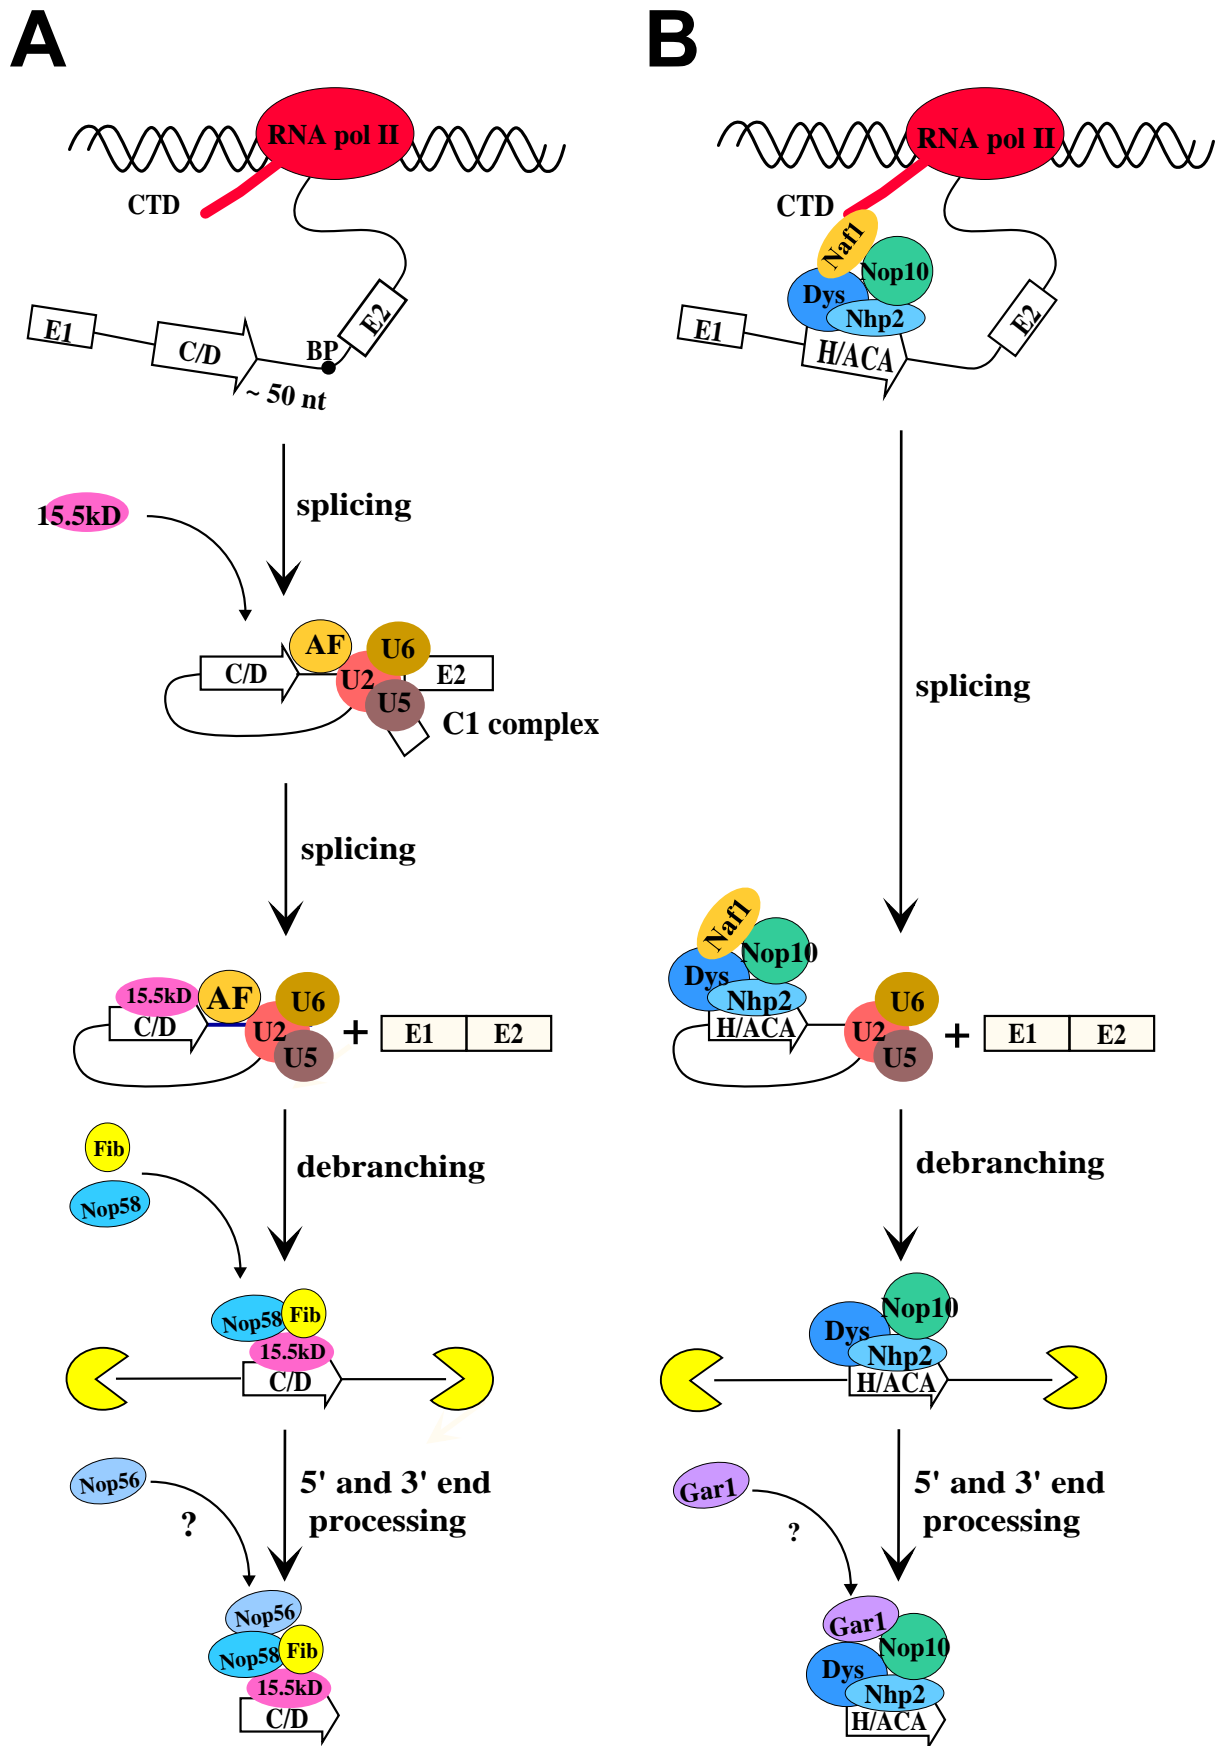 A
RNA pol II
CTD
E1
C/D
BP
E2
~ 50 nt
15.5kD
splicing
AF
U6
C/D
U2
E2
U5
C1 complex
splicing
15.5kD
AF
U6
C/D
U2
U5
+
E1
E2
Fib
Nop58
debranching
Nop58
Fib
15.5kD
C/D
Nop56
?
5' and 3' end
processing
Nop56
Nop58
Fib
15.5kD
C/D
B
RNA pol II
CTD
Naf1
Nop10
Dys
Nhp2
E1
H/ACA
E2
splicing
Naf1
Nop10
Dys
Nhp2
U6
H/ACA
U2
U5
+
E1
E2
debranching
Nop10
Dys
Nhp2
H/ACA
Gar1
?
5' and 3' end
processing
Gar1
Nop10
Dys
Nhp2
H/ACA